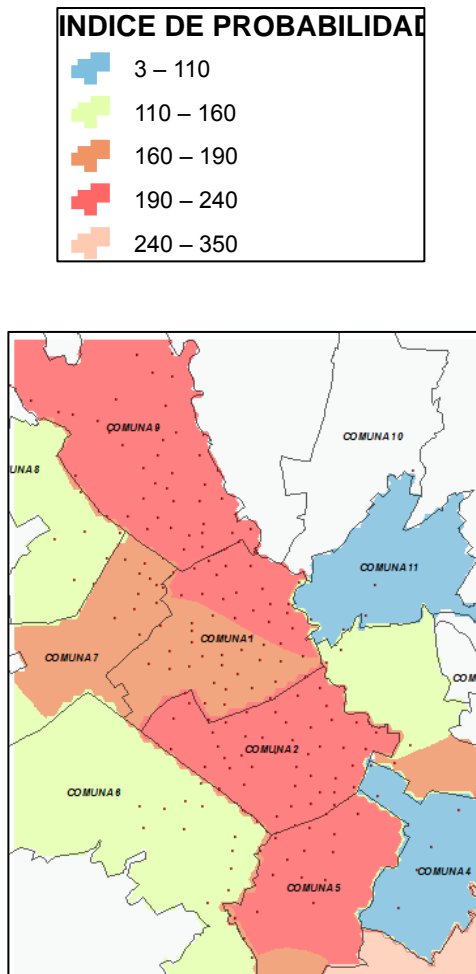 INDICE DE PROBABILIDAD
3 – 110
110 – 160
160 – 190
190 – 240
240 – 350
COMUNA 9
COMUNA 10
UNA 8
COMUNA 11
COMUNA 1
COMUNA 7
COM
COMUNA 2
COMUNA 6
COMUNA 4
COMUNA 5